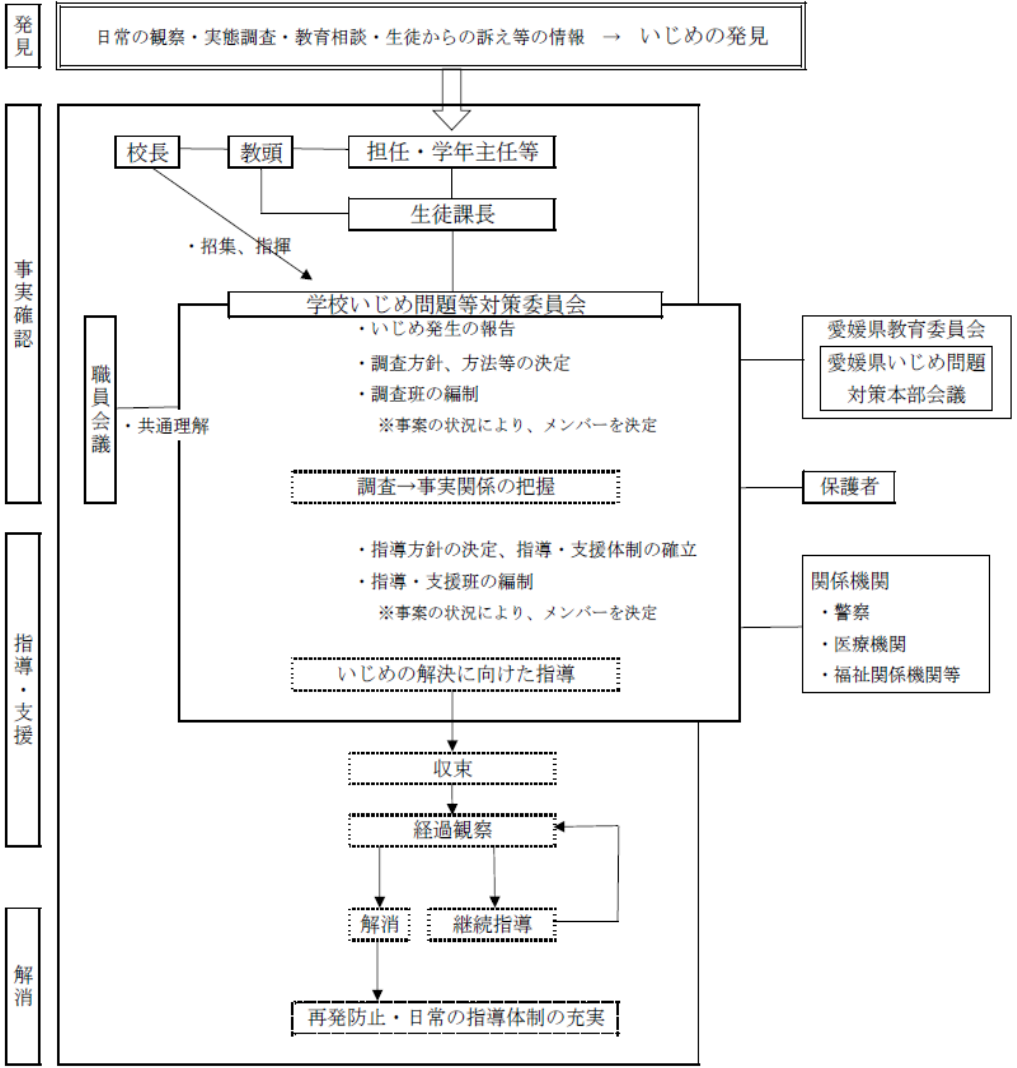 発見
日常の観察・実態調査・教育相談・生徒からの訴え等の情報 → いじめの発見
事実確認
校長
教頭
担任・学年主任等
生徒課長
・招集、指揮
学校いじめ問題等対策委員会
・いじめ発生の報告
・調査方針、方法等の決定
・調査班の編制
※事案の状況により、メンバーを決定
職員会議
・共通理解
愛媛県教育委員会
愛媛県いじめ問題
対策本部会議
調査→事実関係の把握
保護者
指導・支援
・指導方針の決定、指導・支援体制の確立
・指導・支援班の編制
※事案の状況により、メンバーを決定
関係機関
・警察
・医療機関
・福祉関係機関等
いじめの解決に向けた指導
収束
経過観察
解消
解消
継続指導
再発防止・日常の指導体制の充実